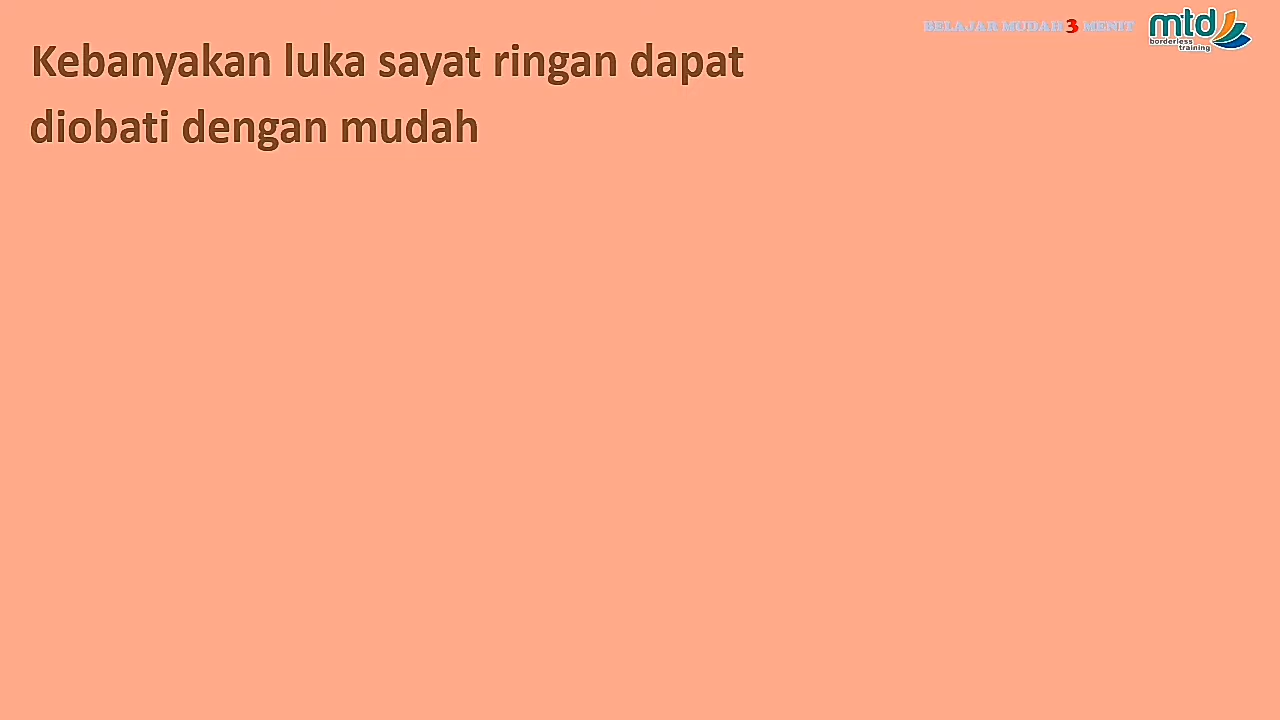 BELAJAR MUDAH 3 MENIT
mtd
borderless
training
Kebanyakan luka sayat ringan dapat
diobati dengan mudah